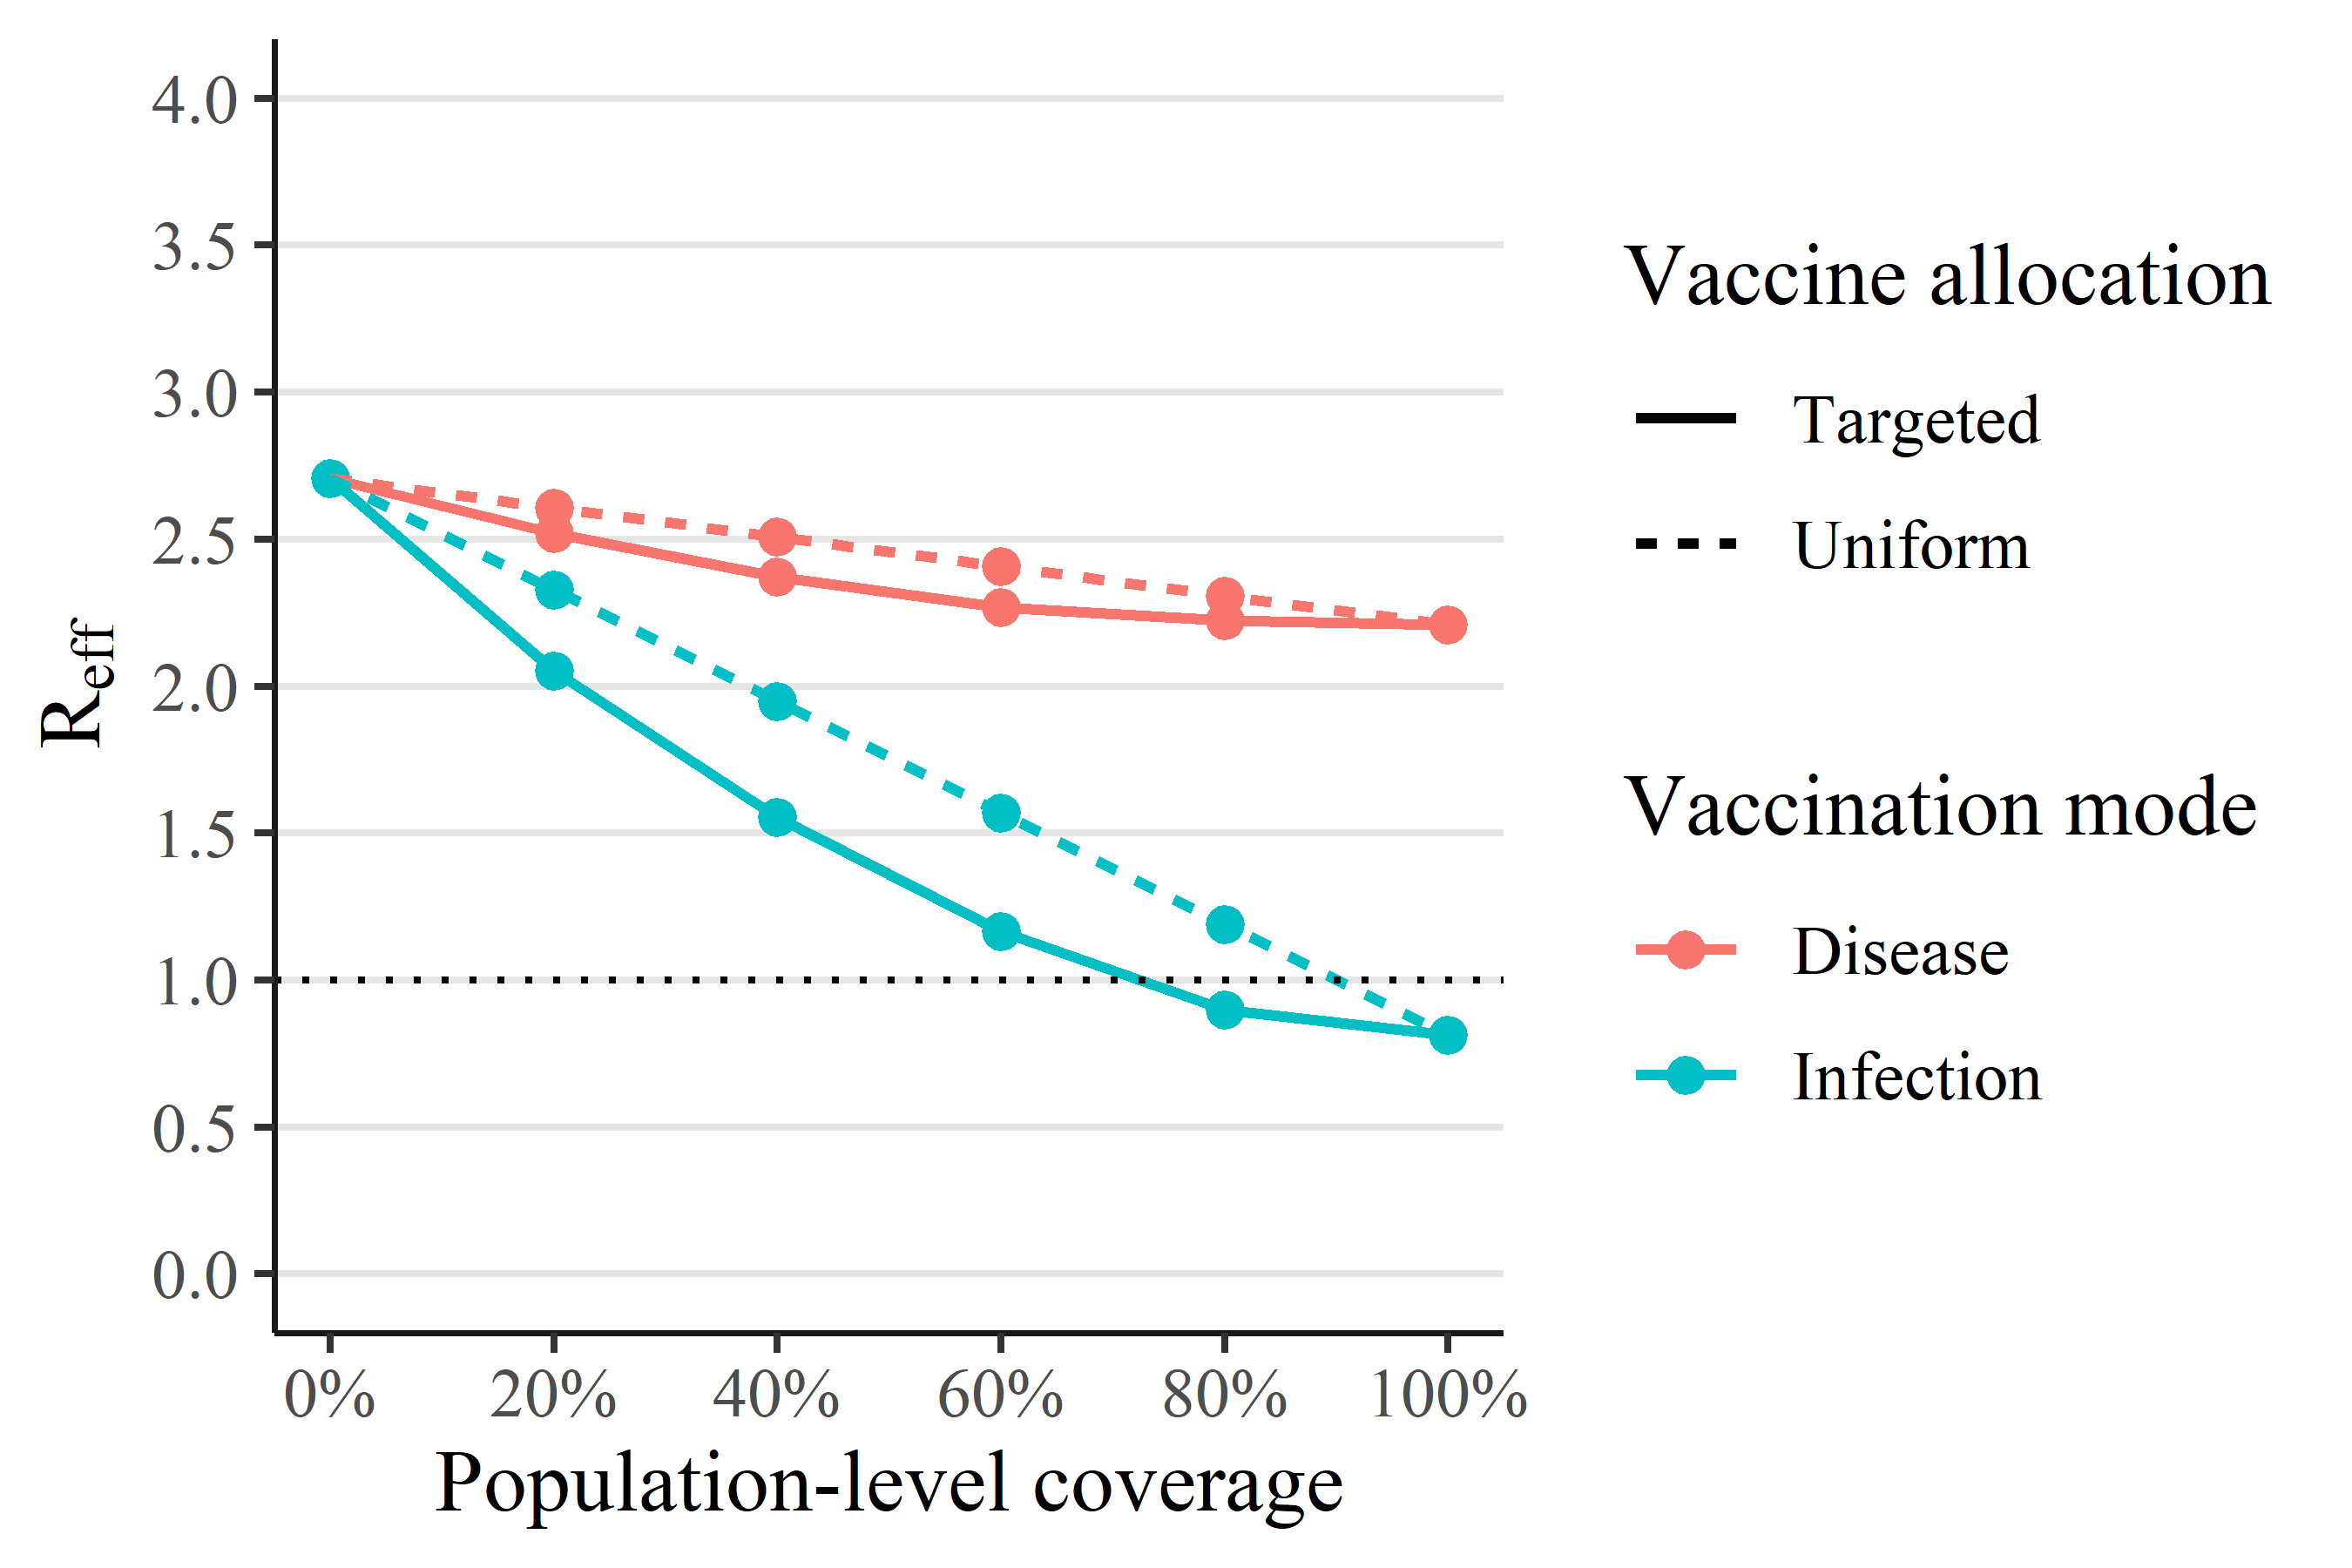 4.0
3.5
3.0
2.5
2.0
1.5
1.0
0.5
0.0
Reff
0% 20% 40% 60% 80% 100%
Population-level coverage
Vaccine allocation
Targeted
Uniform
Vaccination mode
Disease
Infection